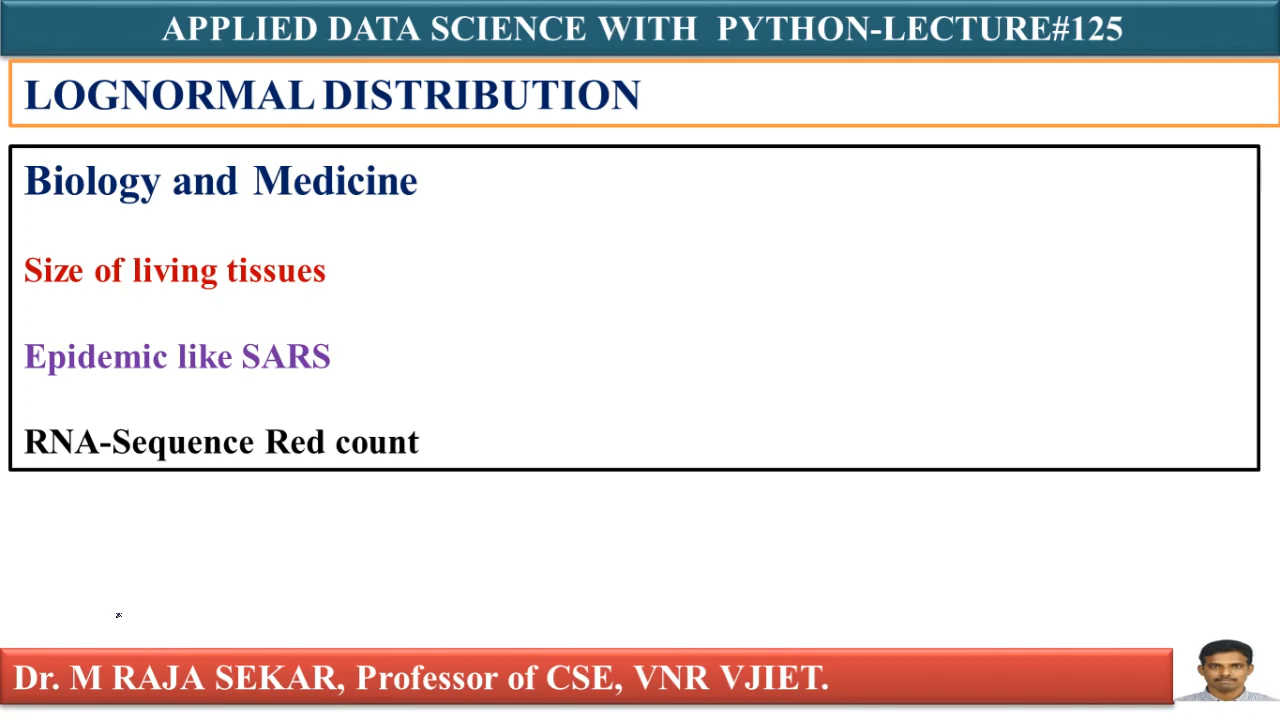 APPLIED DATA SCIENCE WITH PYTHON-LECTURE#125
LOGNORMAL DISTRIBUTION
Biology and Medicine
Size of living tissues
Epidemic like SARS
RNA-Sequence Red count
Dr. M RAJA SEKAR, Professor of CSE, VNR VJIET.